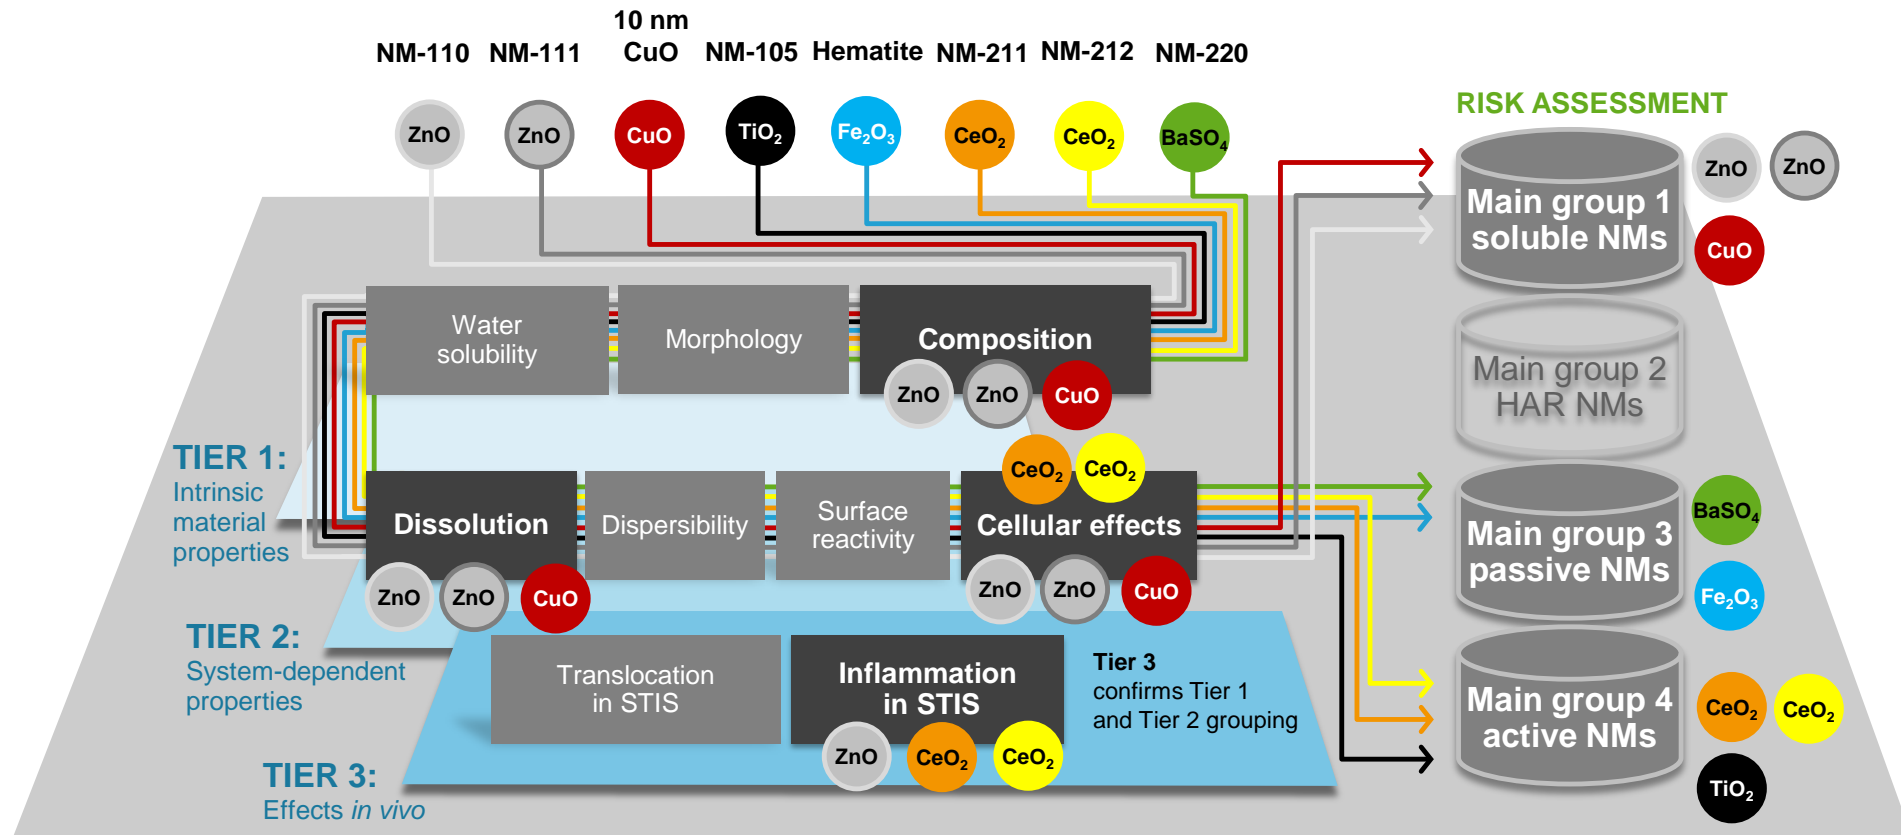 10 nm
NM-110 NM-111 CuO NM-105 Hematite NM-211 NM-212 NM-220
ZnO ZnO CuO TiO₂ Fe₂O₃ CeO₂ CeO₂ BaSO₄
RISK ASSESSMENT
Main group 1
soluble NMs
ZnO ZnO
CuO
Main group 2
HAR NMs
Main group 3
passive NMs
BaSO₄
Fe₂O₃
Main group 4
active NMs
CeO₂ CeO₂
TiO₂
Water
solubility
Morphology
Composition
ZnO ZnO CuO
TIER 1:
Intrinsic
material
properties
CeO₂ CeO₂
Dissolution
Dispersibility
Surface
reactivity
Cellular effects
ZnO ZnO CuO
ZnO ZnO CuO
TIER 2:
System-dependent
properties
Translocation
in STIS
Inflammation
in STIS
Tier 3
confirms Tier 1
and Tier 2 grouping
ZnO CeO₂ CeO₂
TIER 3:
Effects in vivo